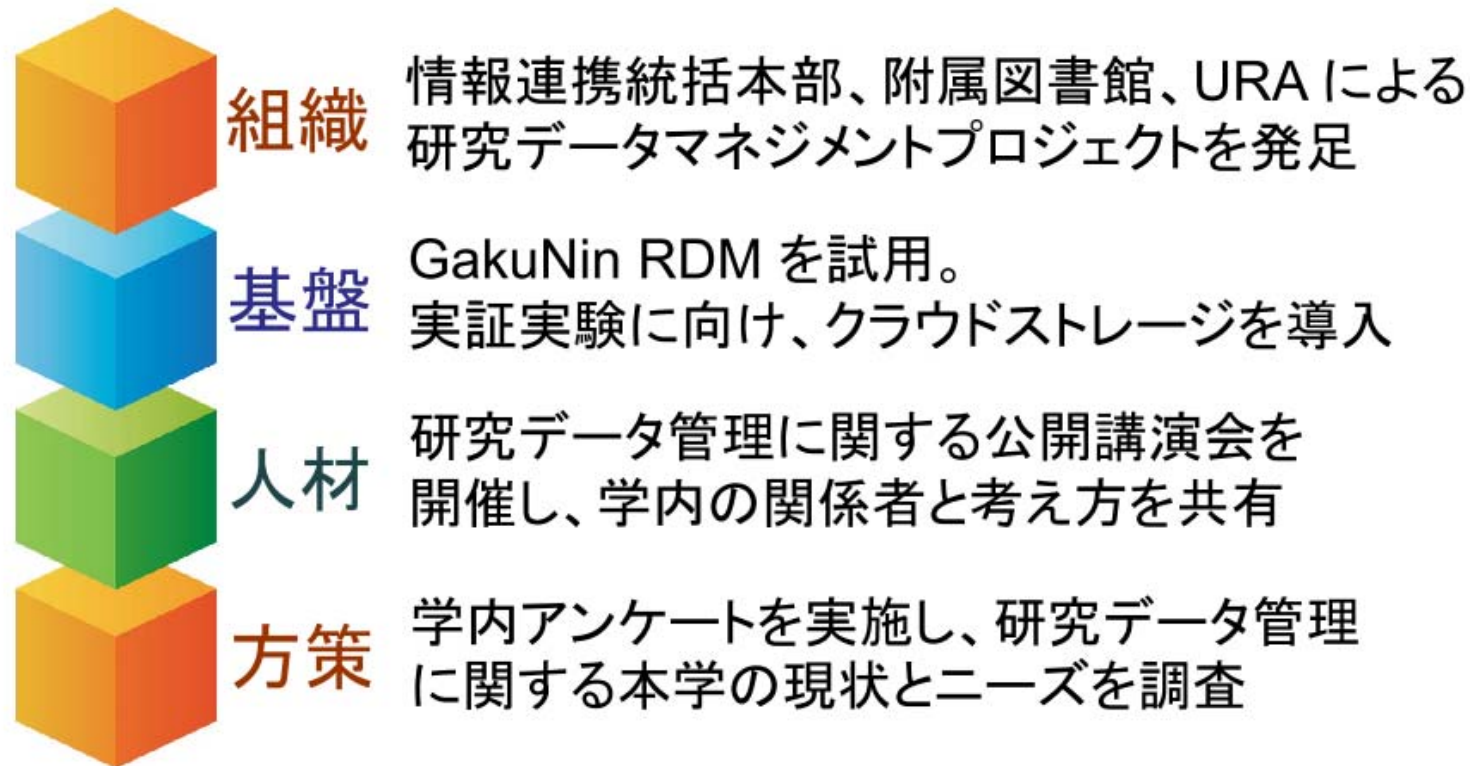 組織
情報連携統括本部、附属図書館、URA による
研究データマネジメントプロジェクトを発足
基盤
GakuNin RDM を試用。
実証実験に向け、クラウドストレージを導入
人材
研究データ管理に関する公開講演会を
開催し、学内の関係者と考え方を共有
方策
学内アンケートを実施し、研究データ管理
に関する本学の現状とニーズを調査